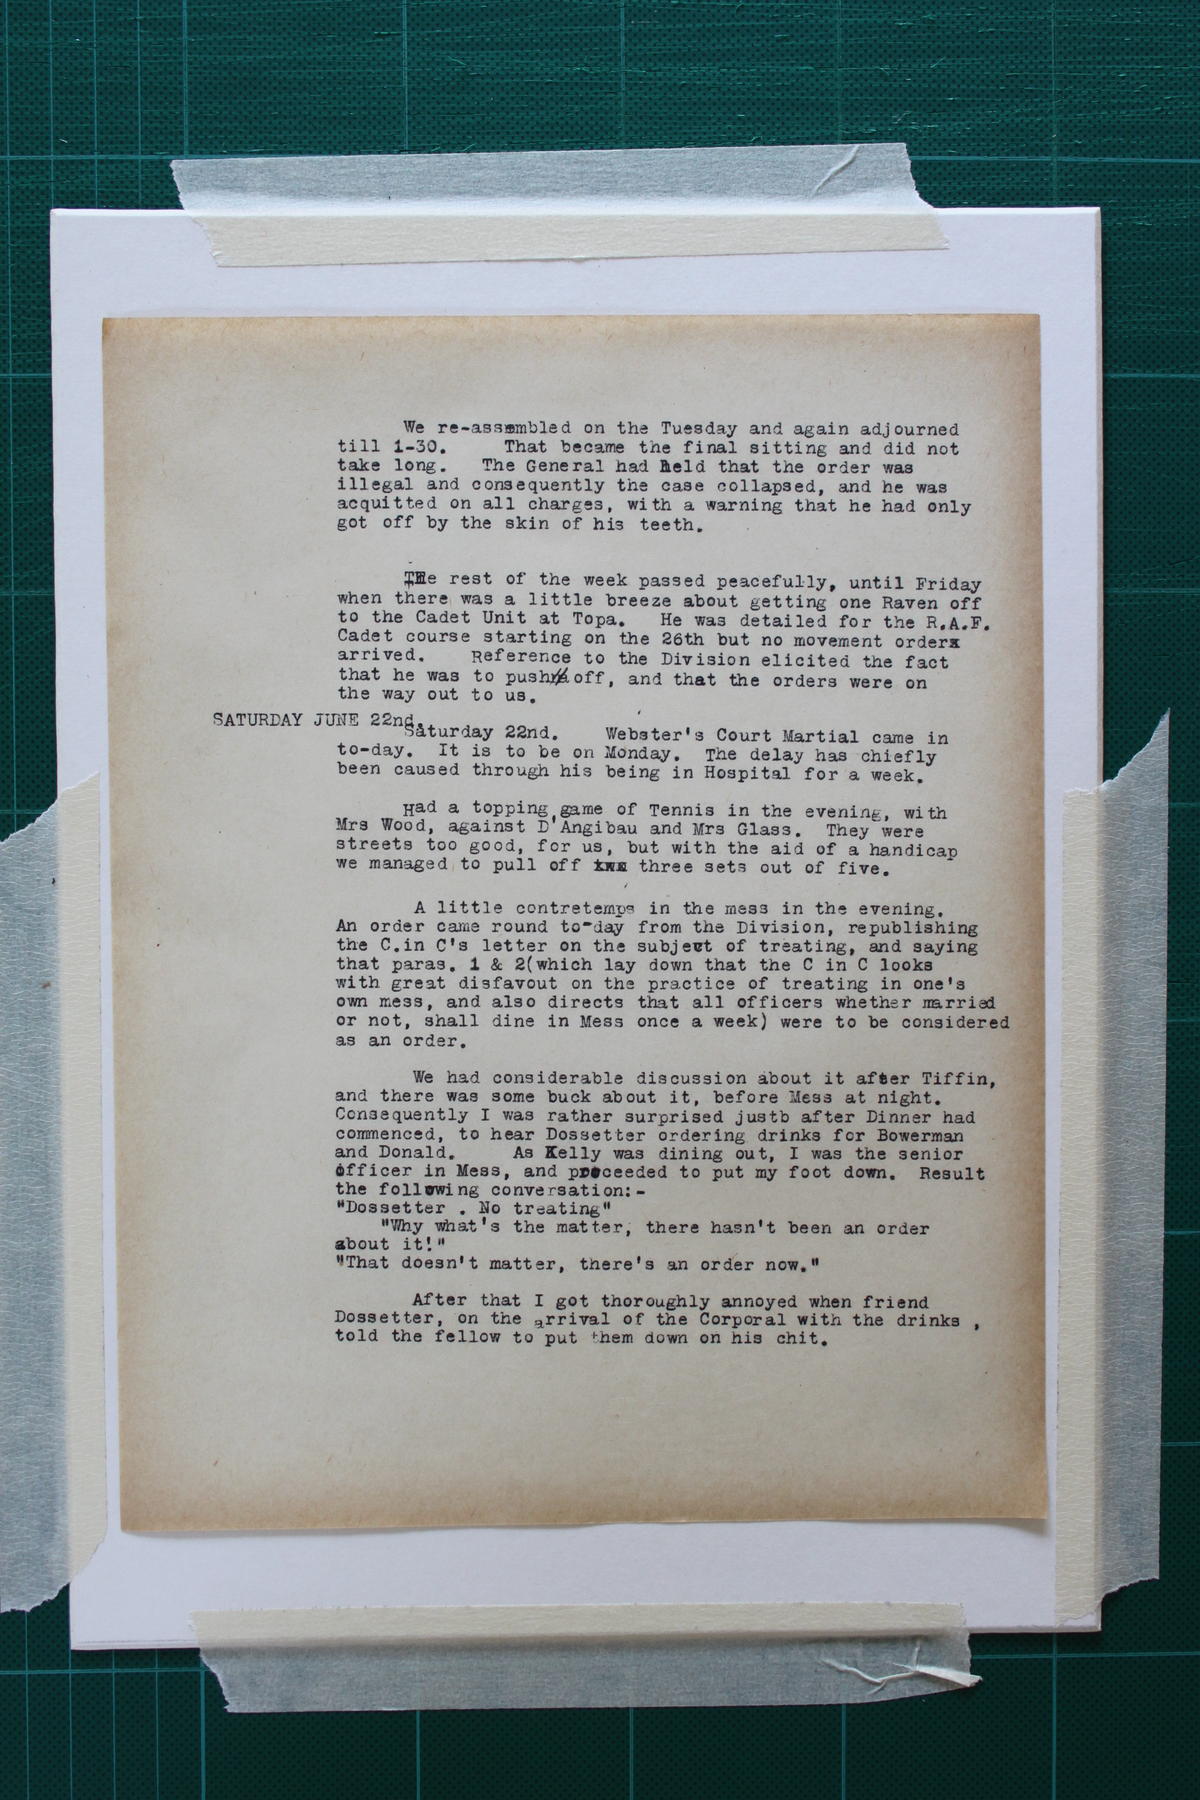 We re-assembled on the Tuesday and again adjourned
till 1-30. That became the final sitting and did not
take long. The General had held that the order was
illegal and consequently the case collapsed, and he was
acquitted on all charges, with a warning that he had only
got off by the skin of his teeth.
The rest of the week passed peacefully, until Friday
when there was a little breeze about getting one Raven off
to the Cadet Unit at Topa. He was detailed for the R.A.F.
Cadet course starting on the 26th but no movement orders
arrived. Reference to the Division elicited the fact
that he was to push off, and that the orders were on
the way out to us.
SATURDAY JUNE 22nd.
Saturday 22nd. Webster's Court Martial came in
to-day. It is to be on Monday. The delay has chiefly
been caused through his being in Hospital for a week.
Had a topping game of Tennis in the evening, with
Mrs Wood, against D'Angibau and Mrs Glass. They were
streets too good, for us, but with the aid of a handicap
we managed to pull off three sets out of five.
A little contretemps in the mess in the evening.
An order came round to-day from the Division, republishing
the C.in C's letter on the subject of treating, and saying
that paras. 1 & 2(which lay down that the C in C looks
with great disfavout on the practice of treating in one's
own mess, and also directs that all officers whether married
or not, shall dine in Mess once a week) were to be considered
as an order.
We had considerable discussion about it after Tiffin,
and there was some buck about it, before Mess at night.
Consequently I was rather surprised justb after Dinner had
commenced, to hear Dossetter ordering drinks for Bowerman
and Donald. As Kelly was dining out, I was the senior
officer in Mess, and proceeded to put my foot down. Result
the following conversation:-
"Dossetter . No treating"
"Why what's the matter, there hasn't been an order
about it!"
"That doesn't matter, there's an order now."
After that I got thoroughly annoyed when friend
Dossetter, on the arrival of the Corporal with the drinks ,
told the fellow to put them down on his chit.